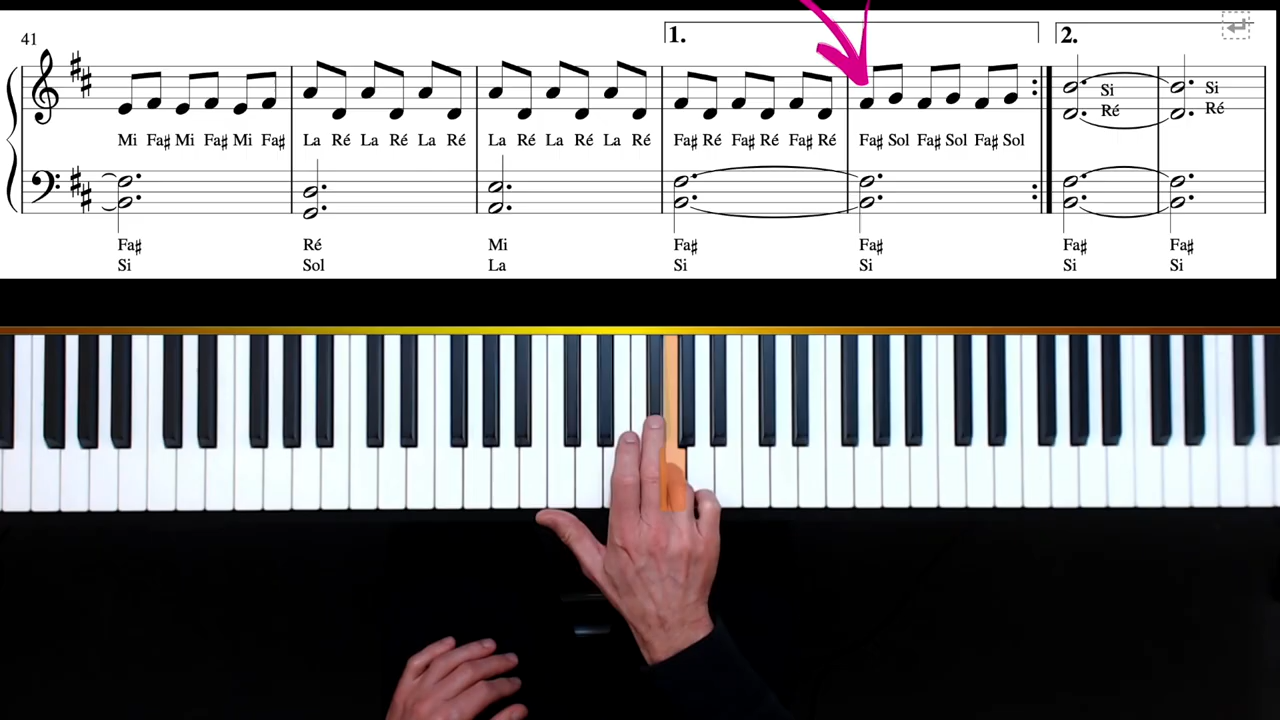 1.
2.
41
Si
Si
Ré
Ré
Mi Fa♯ Mi Fa♯ Mi Fa♯ La Ré La Ré La Ré La Ré La Ré La Ré Fa♯ Ré Fa♯ Ré Fa♯ Ré Fa♯ Sol Fa♯ Sol Fa♯ Sol
Fa♯ Ré Mi Fa♯ Fa♯ Fa♯ Fa♯
Si Sol La Si Si Si Si